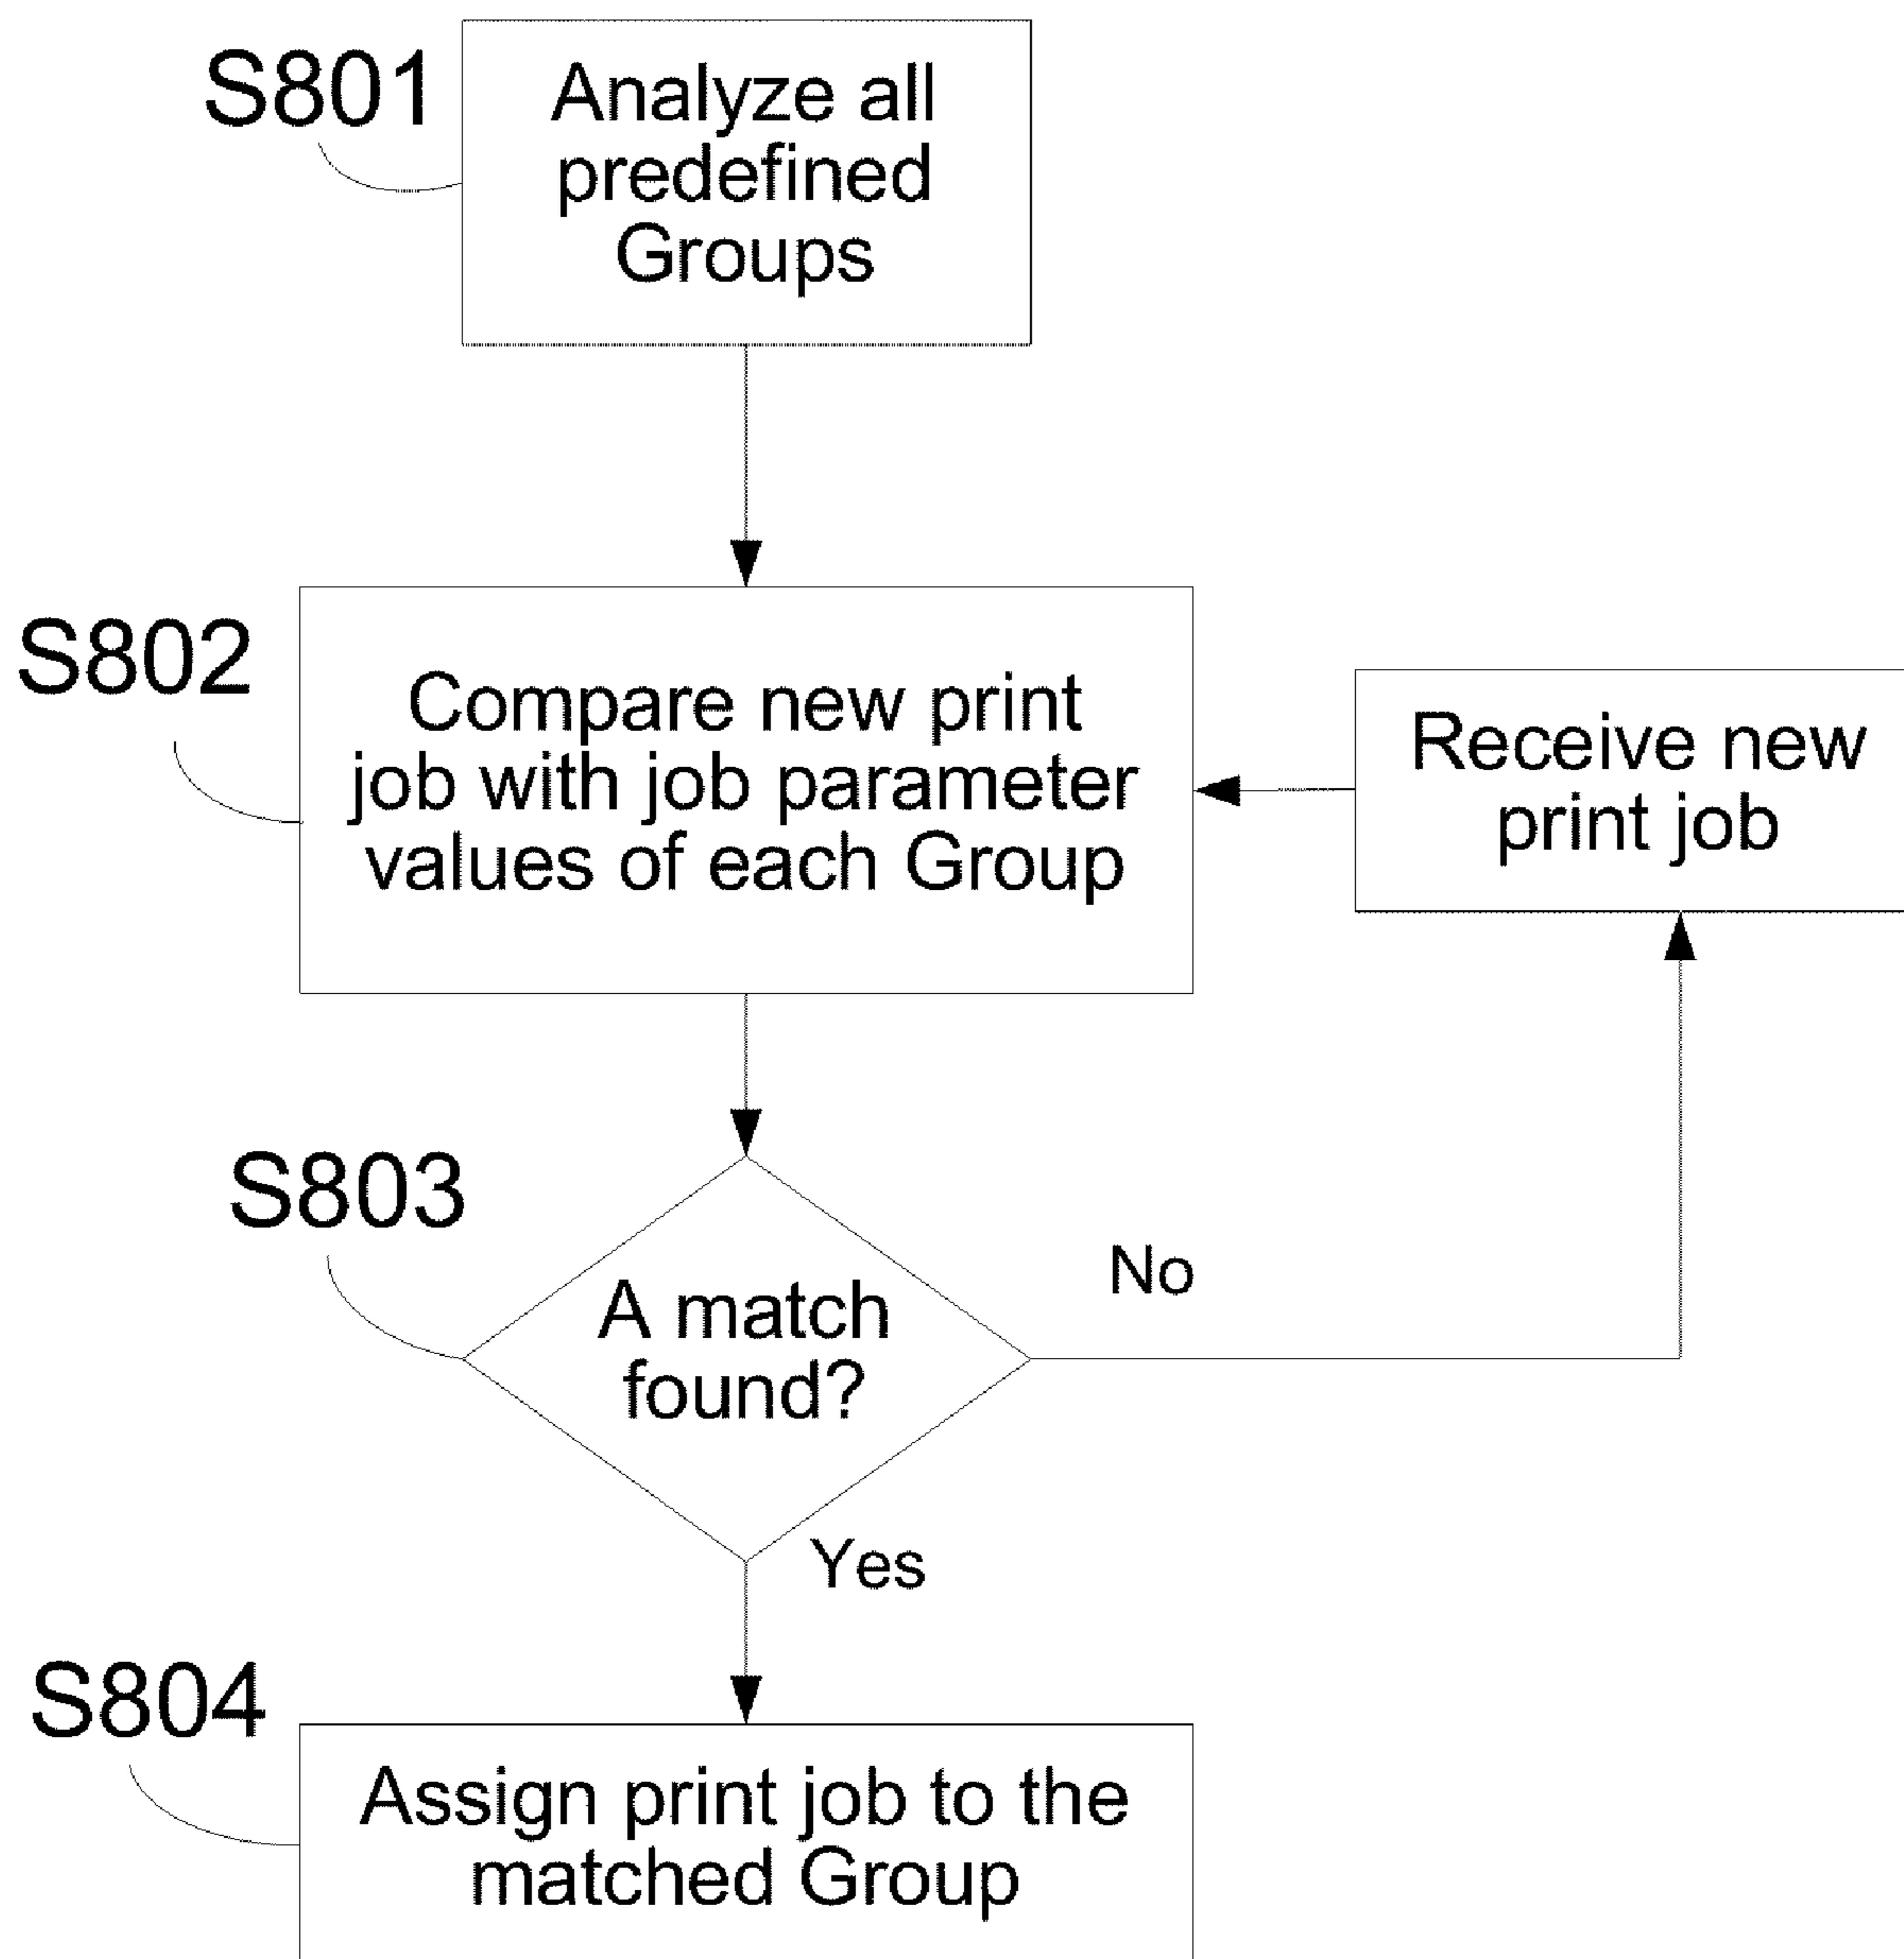 S801
Analyze all
predefined
Groups
S802
Compare new print
job with job parameter
values of each Group
Receive new
print job
S803
A match
found?
No
Yes
S804
Assign print job to the
matched Group